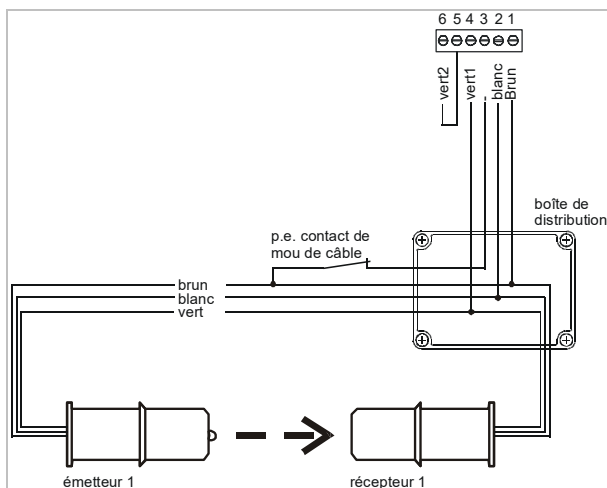 6 5 4 3 2 1
vert2
vert1
-
blanc
Brun
boîte de
distribution
p.e. contact de
mou de câble
brun
blanc
vert
émetteur 1
récepteur 1